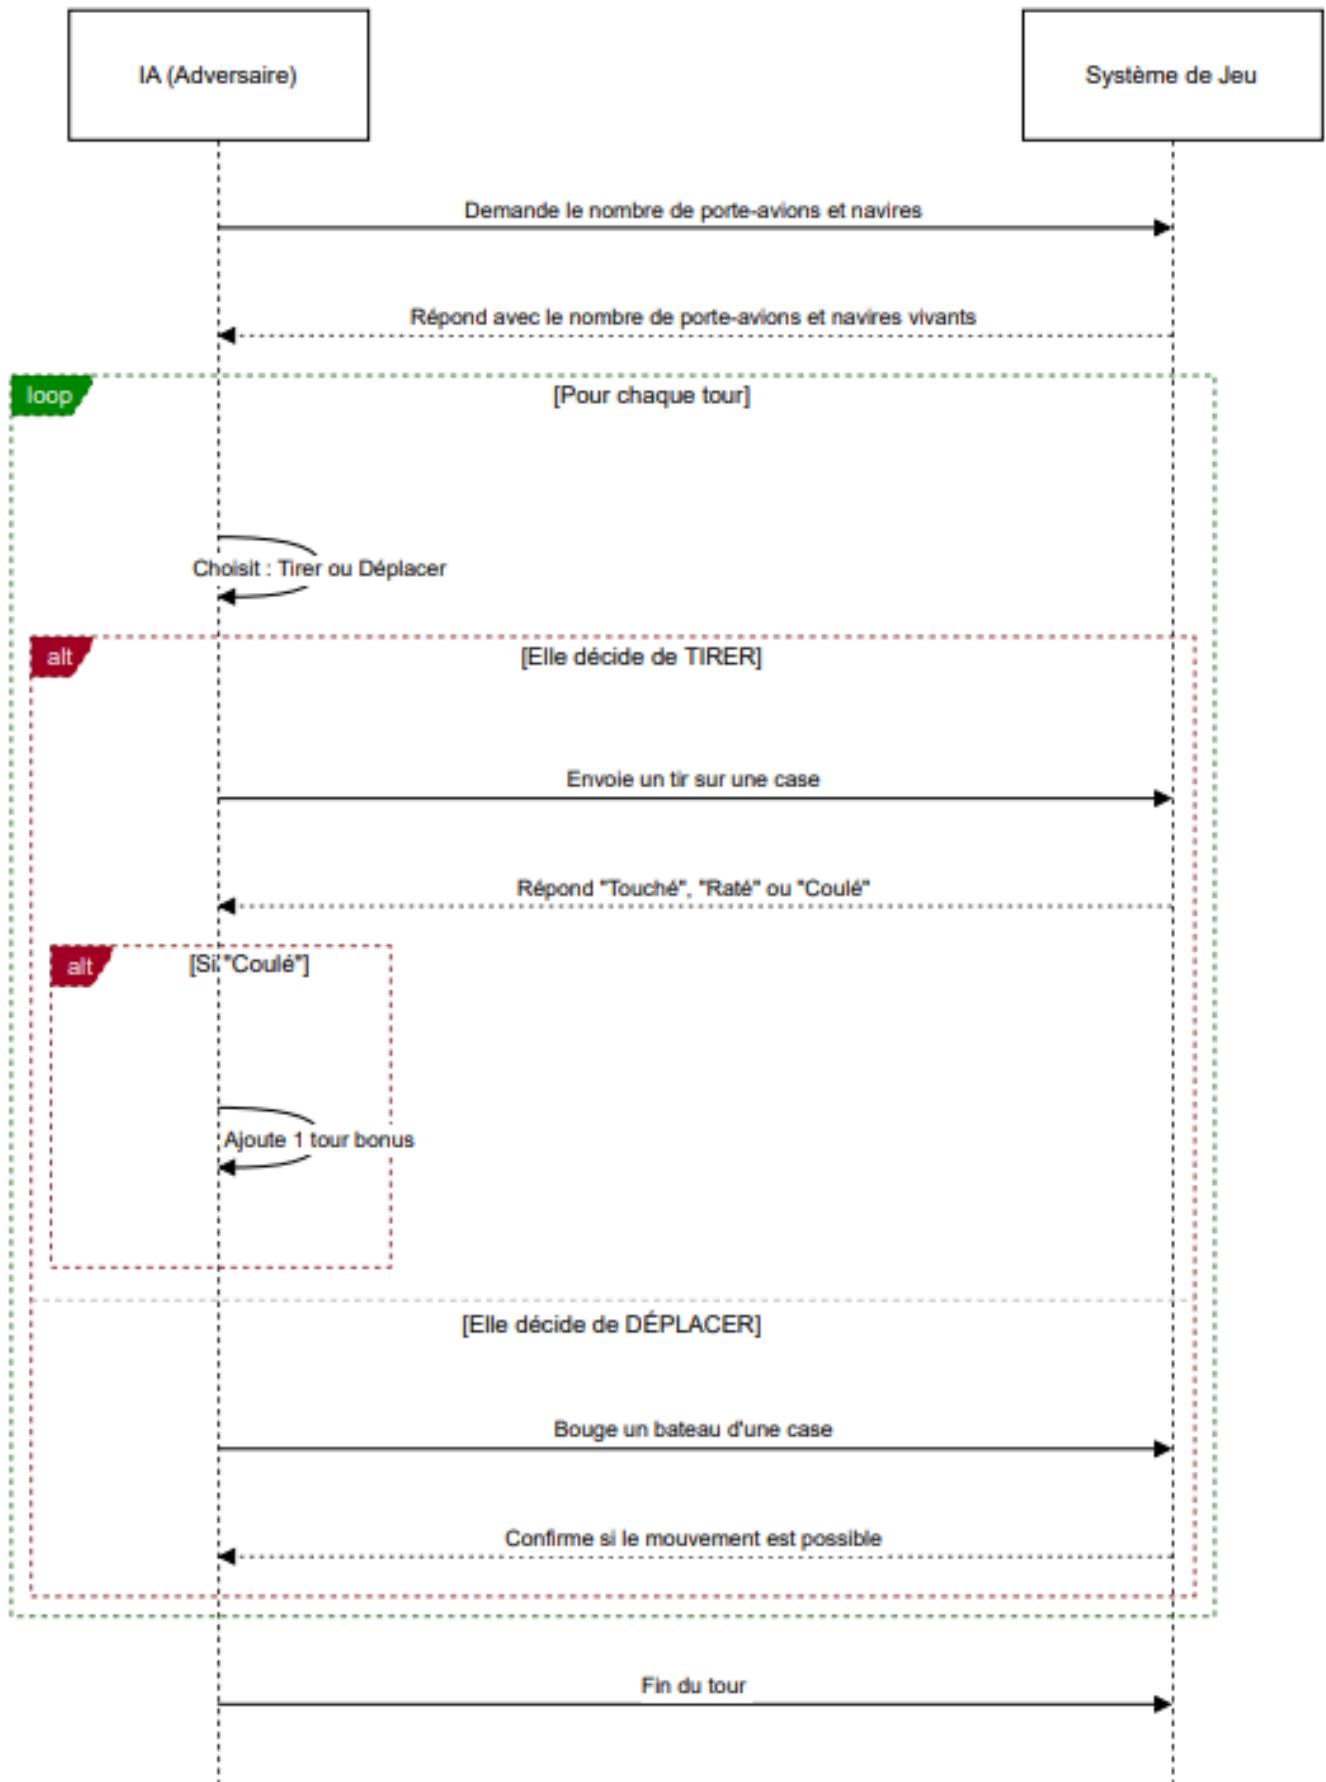 IA (Adversaire)
Système de Jeu
Demande le nombre de porte-avions et navires
Répond avec le nombre de porte-avions et navires vivants
loop
[Pour chaque tour]
Choisit : Tirer ou Déplacer
alt
[Elle décide de TIRER]
Envoie un tir sur une case
Répond "Touché", "Raté" ou "Coulé"
alt
[Si "Coulé"]
Ajoute 1 tour bonus
[Elle décide de DÉPLACER]
Bouge un bateau d'une case
Confirme si le mouvement est possible
Fin du tour